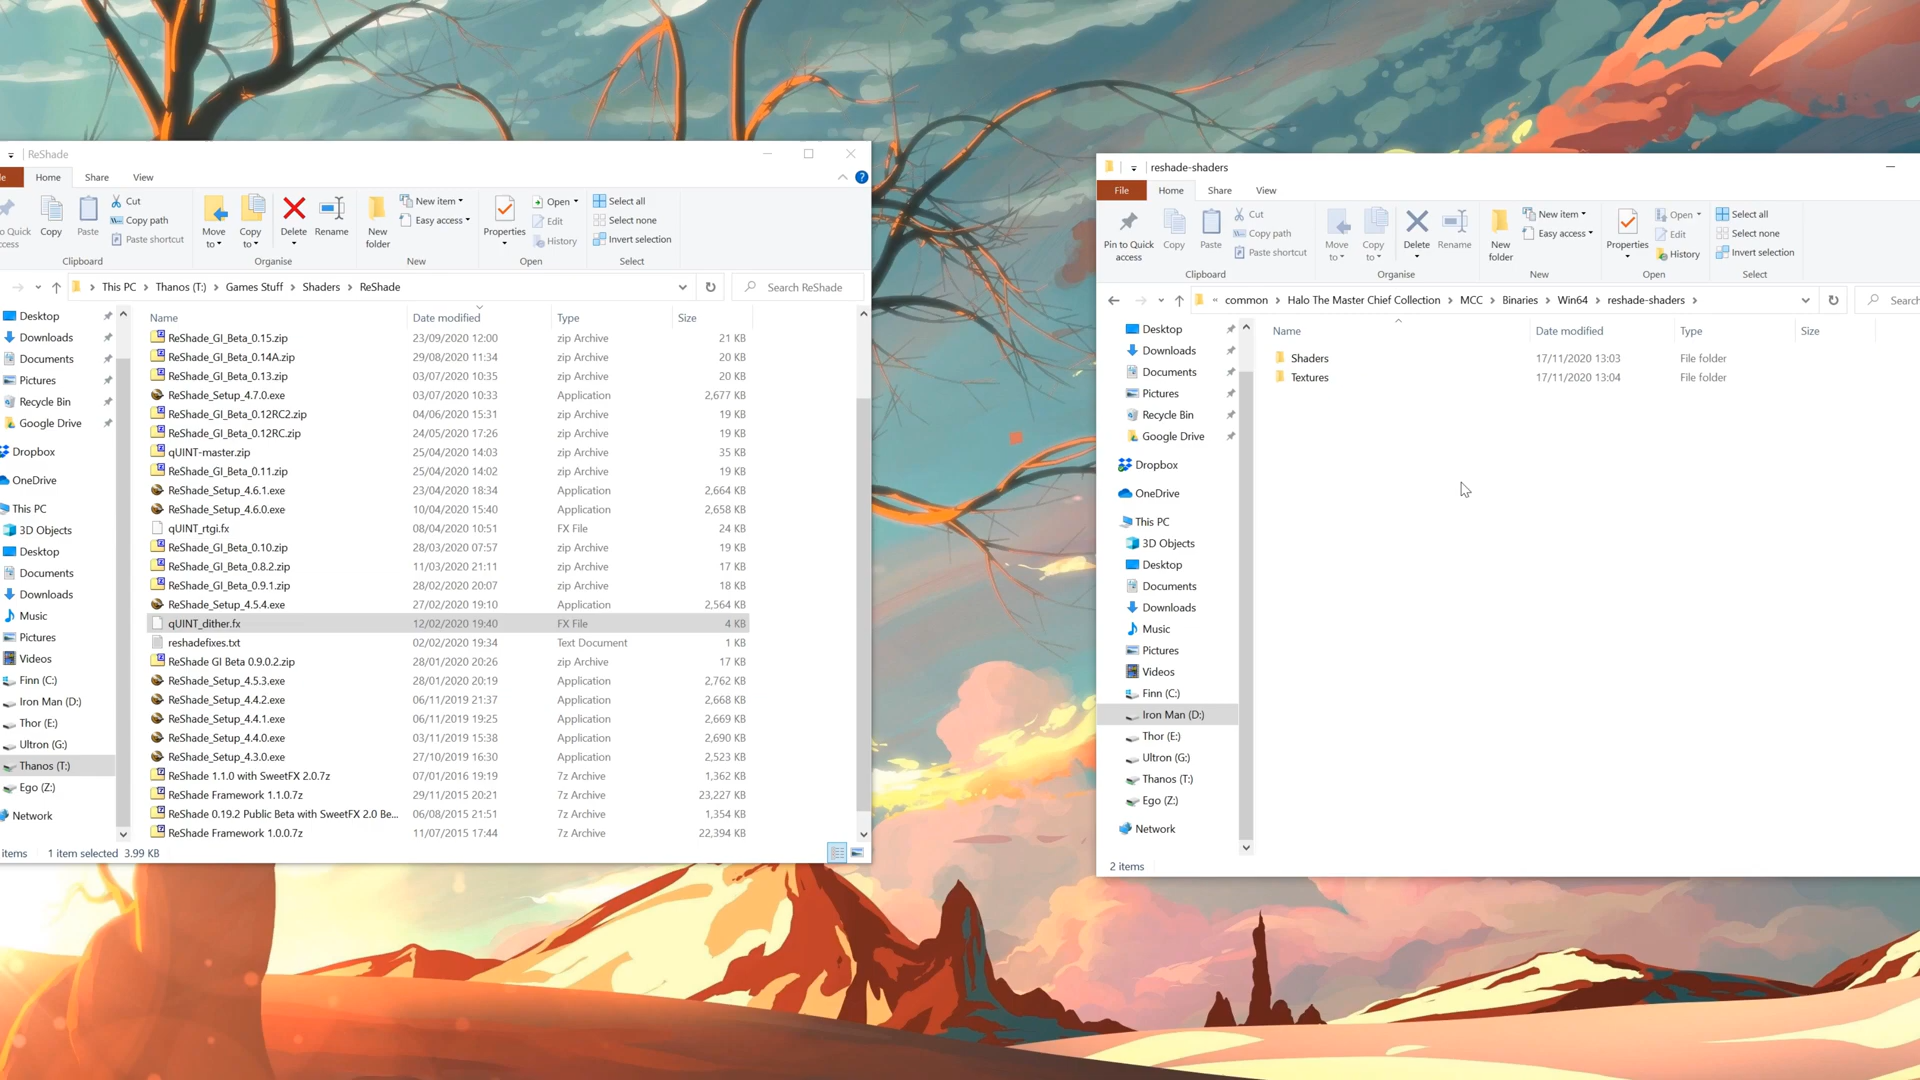 ReShade
le Home Share View
Cut
Copy path
Paste shortcut
o Quick
cess
Copy
Paste
Clipboard
Move
to
Copy
to
Delete
Rename
Organise
New
folder
New item
Easy access
New
Properties
Open
Edit
History
Open
Select all
Select none
Invert selection
Select
This PC Thanos (T:) Games Stuff Shaders ReShade
Search ReShade
Desktop
Downloads
Documents
Pictures
Recycle Bin
Google Drive
Dropbox
OneDrive
This PC
3D Objects
Desktop
Documents
Downloads
Music
Pictures
Videos
Finn (C:)
Iron Man (D:)
Thor (E:)
Ultron (G:)
Thanos (T:)
Ego (Z:)
Network
Name Date modified Type Size
ReShade_GI_Beta_0.15.zip 23/09/2020 12:00 zip Archive 21 KB
ReShade_GI_Beta_0.14A.zip 29/08/2020 11:34 zip Archive 20 KB
ReShade_GI_Beta_0.13.zip 03/07/2020 10:35 zip Archive 20 KB
ReShade_Setup_4.7.0.exe 03/07/2020 10:33 Application 2,677 KB
ReShade_GI_Beta_0.12RC2.zip 04/06/2020 15:31 zip Archive 19 KB
ReShade_GI_Beta_0.12RC.zip 24/05/2020 17:26 zip Archive 19 KB
qUINT-master.zip 25/04/2020 14:03 zip Archive 35 KB
ReShade_GI_Beta_0.11.zip 25/04/2020 14:02 zip Archive 19 KB
ReShade_Setup_4.6.1.exe 23/04/2020 18:34 Application 2,664 KB
ReShade_Setup_4.6.0.exe 10/04/2020 15:40 Application 2,658 KB
qUINT_rtgi.fx 08/04/2020 10:51 FX File 24 KB
ReShade_GI_Beta_0.10.zip 28/03/2020 07:57 zip Archive 19 KB
ReShade_GI_Beta_0.8.2.zip 11/03/2020 21:11 zip Archive 17 KB
ReShade_GI_Beta_0.9.1.zip 28/02/2020 20:07 zip Archive 18 KB
ReShade_Setup_4.5.4.exe 27/02/2020 19:10 Application 2,564 KB
qUINT_dither.fx 12/02/2020 19:40 FX File 4 KB
reshadefixes.txt 02/02/2020 19:34 Text Document 1 KB
ReShade GI Beta 0.9.0.2.zip 28/01/2020 20:26 zip Archive 17 KB
ReShade_Setup_4.5.3.exe 28/01/2020 20:19 Application 2,762 KB
ReShade_Setup_4.4.2.exe 06/11/2019 21:37 Application 2,668 KB
ReShade_Setup_4.4.1.exe 06/11/2019 19:25 Application 2,669 KB
ReShade_Setup_4.4.0.exe 03/11/2019 15:38 Application 2,690 KB
ReShade_Setup_4.3.0.exe 27/10/2019 16:30 Application 2,523 KB
ReShade 1.1.0 with SweetFX 2.0.7z 07/01/2016 19:19 7z Archive 1,362 KB
ReShade Framework 1.1.0.7z 29/11/2015 20:21 7z Archive 23,227 KB
ReShade 0.19.2 Public Beta with SweetFX 2.0 Be... 06/08/2015 21:51 7z Archive 1,354 KB
ReShade Framework 1.0.0.7z 11/07/2015 17:44 7z Archive 22,394 KB
items 1 item selected 3.99 KB
reshade-shaders
File Home Share View
Pin to Quick
access
Copy
Paste
Cut
Copy path
Paste shortcut
Clipboard
Move
to
Copy
to
Delete
Rename
Organise
New
folder
New item
Easy access
New
Properties
Open
Edit
History
Open
Select all
Select none
Invert selection
Select
« common Halo The Master Chief Collection MCC Binaries Win64 reshade-shaders
Search
Desktop
Downloads
Documents
Pictures
Recycle Bin
Google Drive
Dropbox
OneDrive
This PC
3D Objects
Desktop
Documents
Downloads
Music
Pictures
Videos
Finn (C:)
Iron Man (D:)
Thor (E:)
Ultron (G:)
Thanos (T:)
Ego (Z:)
Network
Name Date modified Type Size
Shaders 17/11/2020 13:03 File folder
Textures 17/11/2020 13:04 File folder
2 items